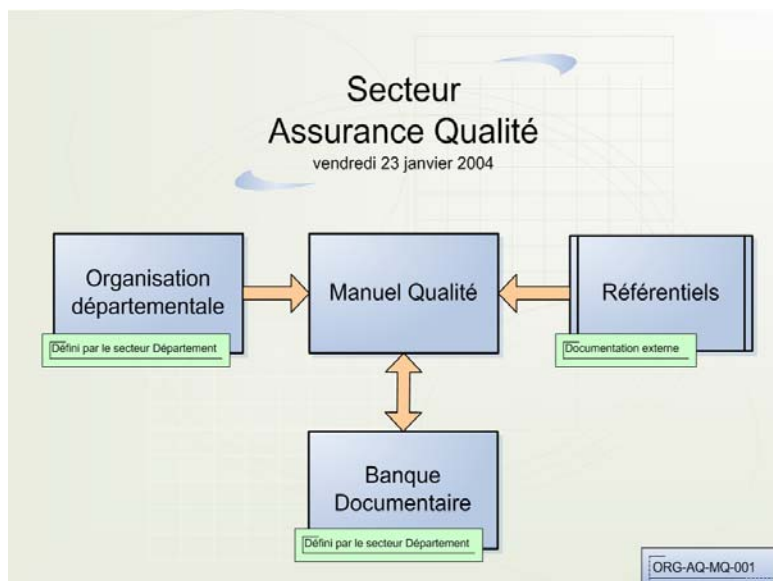 Secteur
Assurance Qualité
vendredi 23 janvier 2004
Organisation
départementale
Défini par le secteur Département
Manuel Qualité
Référentiels
Documentation externe
Banque
Documentaire
Défini par le secteur Département
ORG-AQ-MQ-001